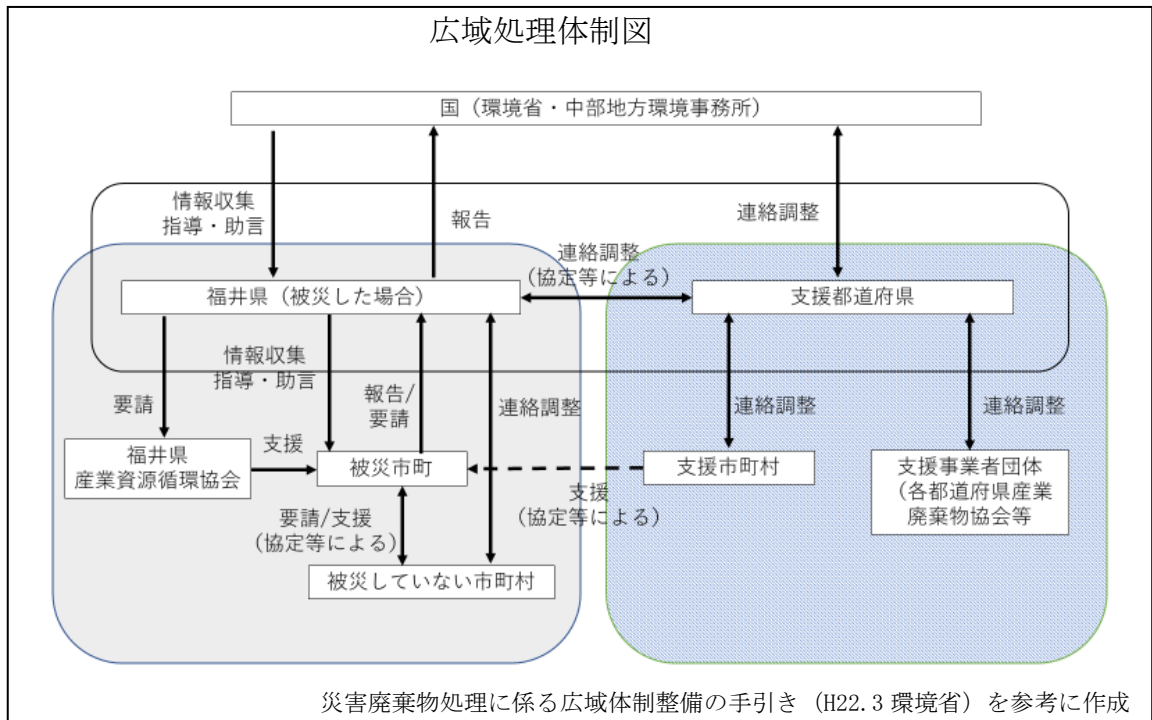 広域処理体制図
国（環境省・中部地方環境事務所）
情報収集
指導・助言
報告
連絡調整
連絡調整
（協定等による）
福井県（被災した場合）
支援都道府県
情報収集
指導・助言
要請
報告/
要請
連絡調整
連絡調整
連絡調整
福井県
産業資源循環協会
支援
被災市町
支援市町村
支援事業者団体
（各都道府県産業
廃棄物協会等
支援
（協定等による）
要請/支援
（協定等による）
被災していない市町村
災害廃棄物処理に係る広域体制整備の手引き（H22.3 環境省）を参考に作成